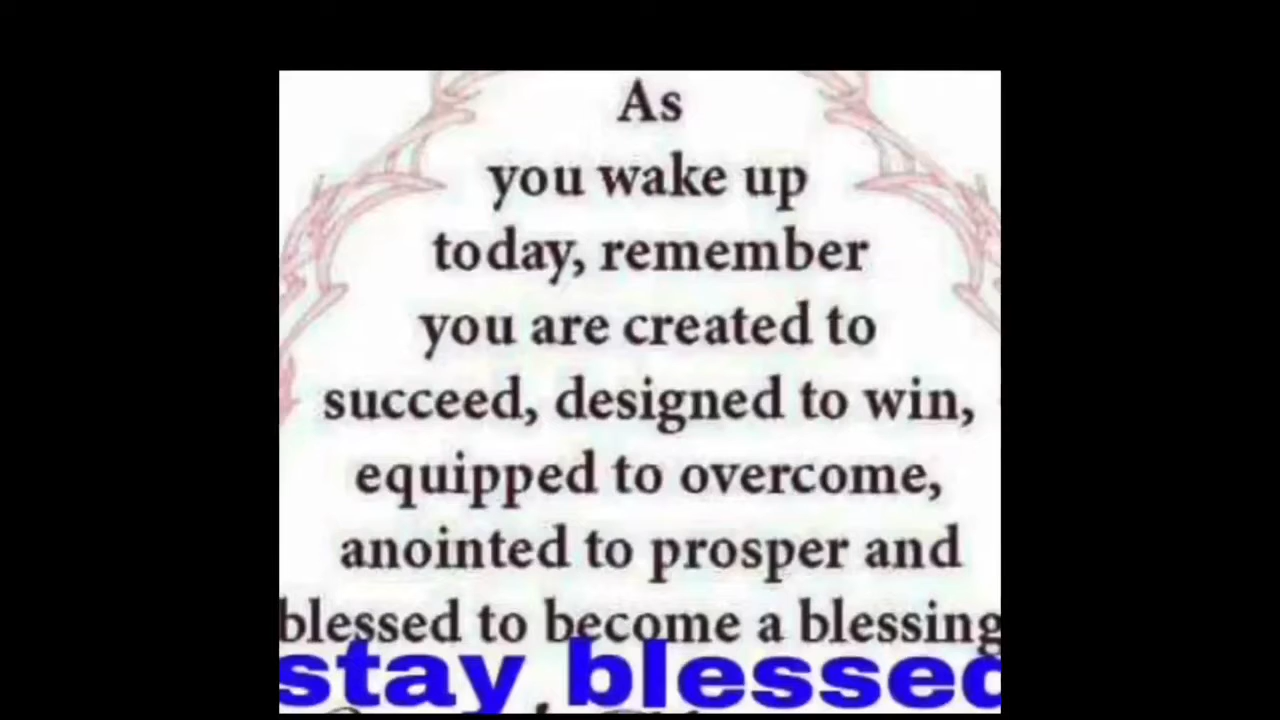 As
you wake up
today, remember
you are created to
succeed, designed to win,
equipped to overcome,
anointed to prosper and
blessed to become a blessing
stay blessed